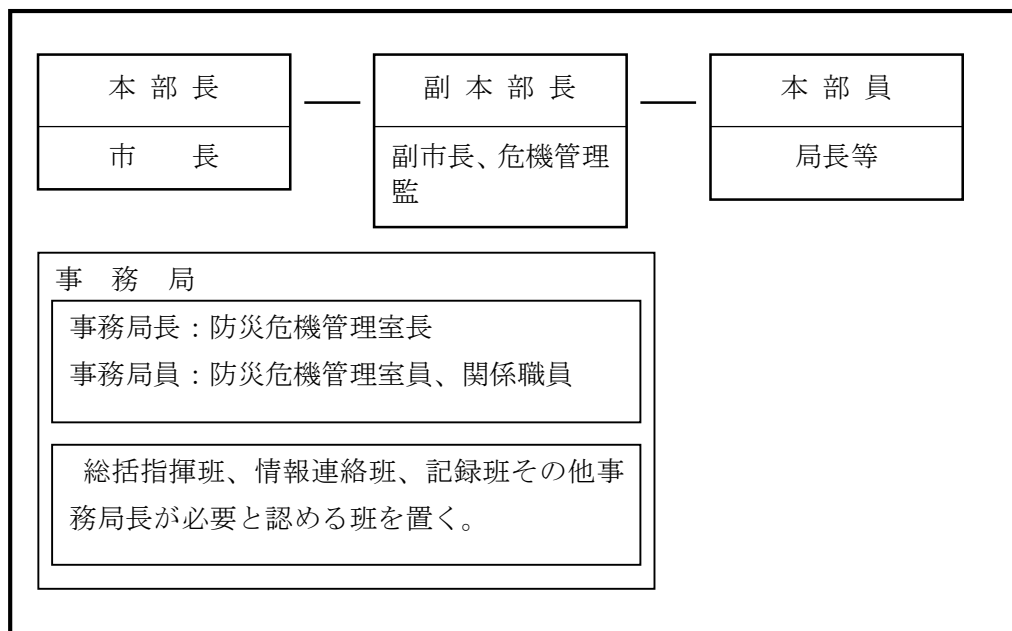 本 部 長
市　　長
副 本 部 長
副市長、危機管理
監
本 部 員
局長等
事　務　局
事務局長：防災危機管理室長
事務局員：防災危機管理室員、関係職員
総括指揮班、情報連絡班、記録班その他事
務局長が必要と認める班を置く。